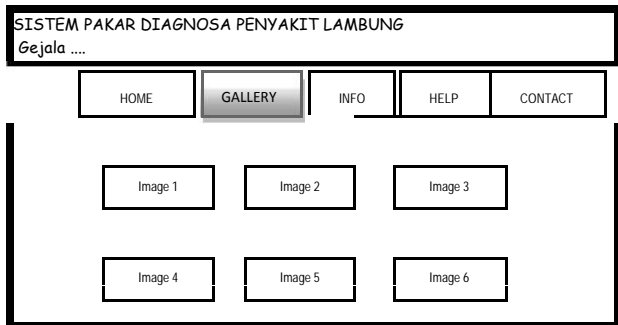 SISTEM PAKAR DIAGNOSA PENYAKIT LAMBUNG
Gejala ....
HOME GALLERY INFO HELP CONTACT
Image 1 Image 2 Image 3
Image 4 Image 5 Image 6